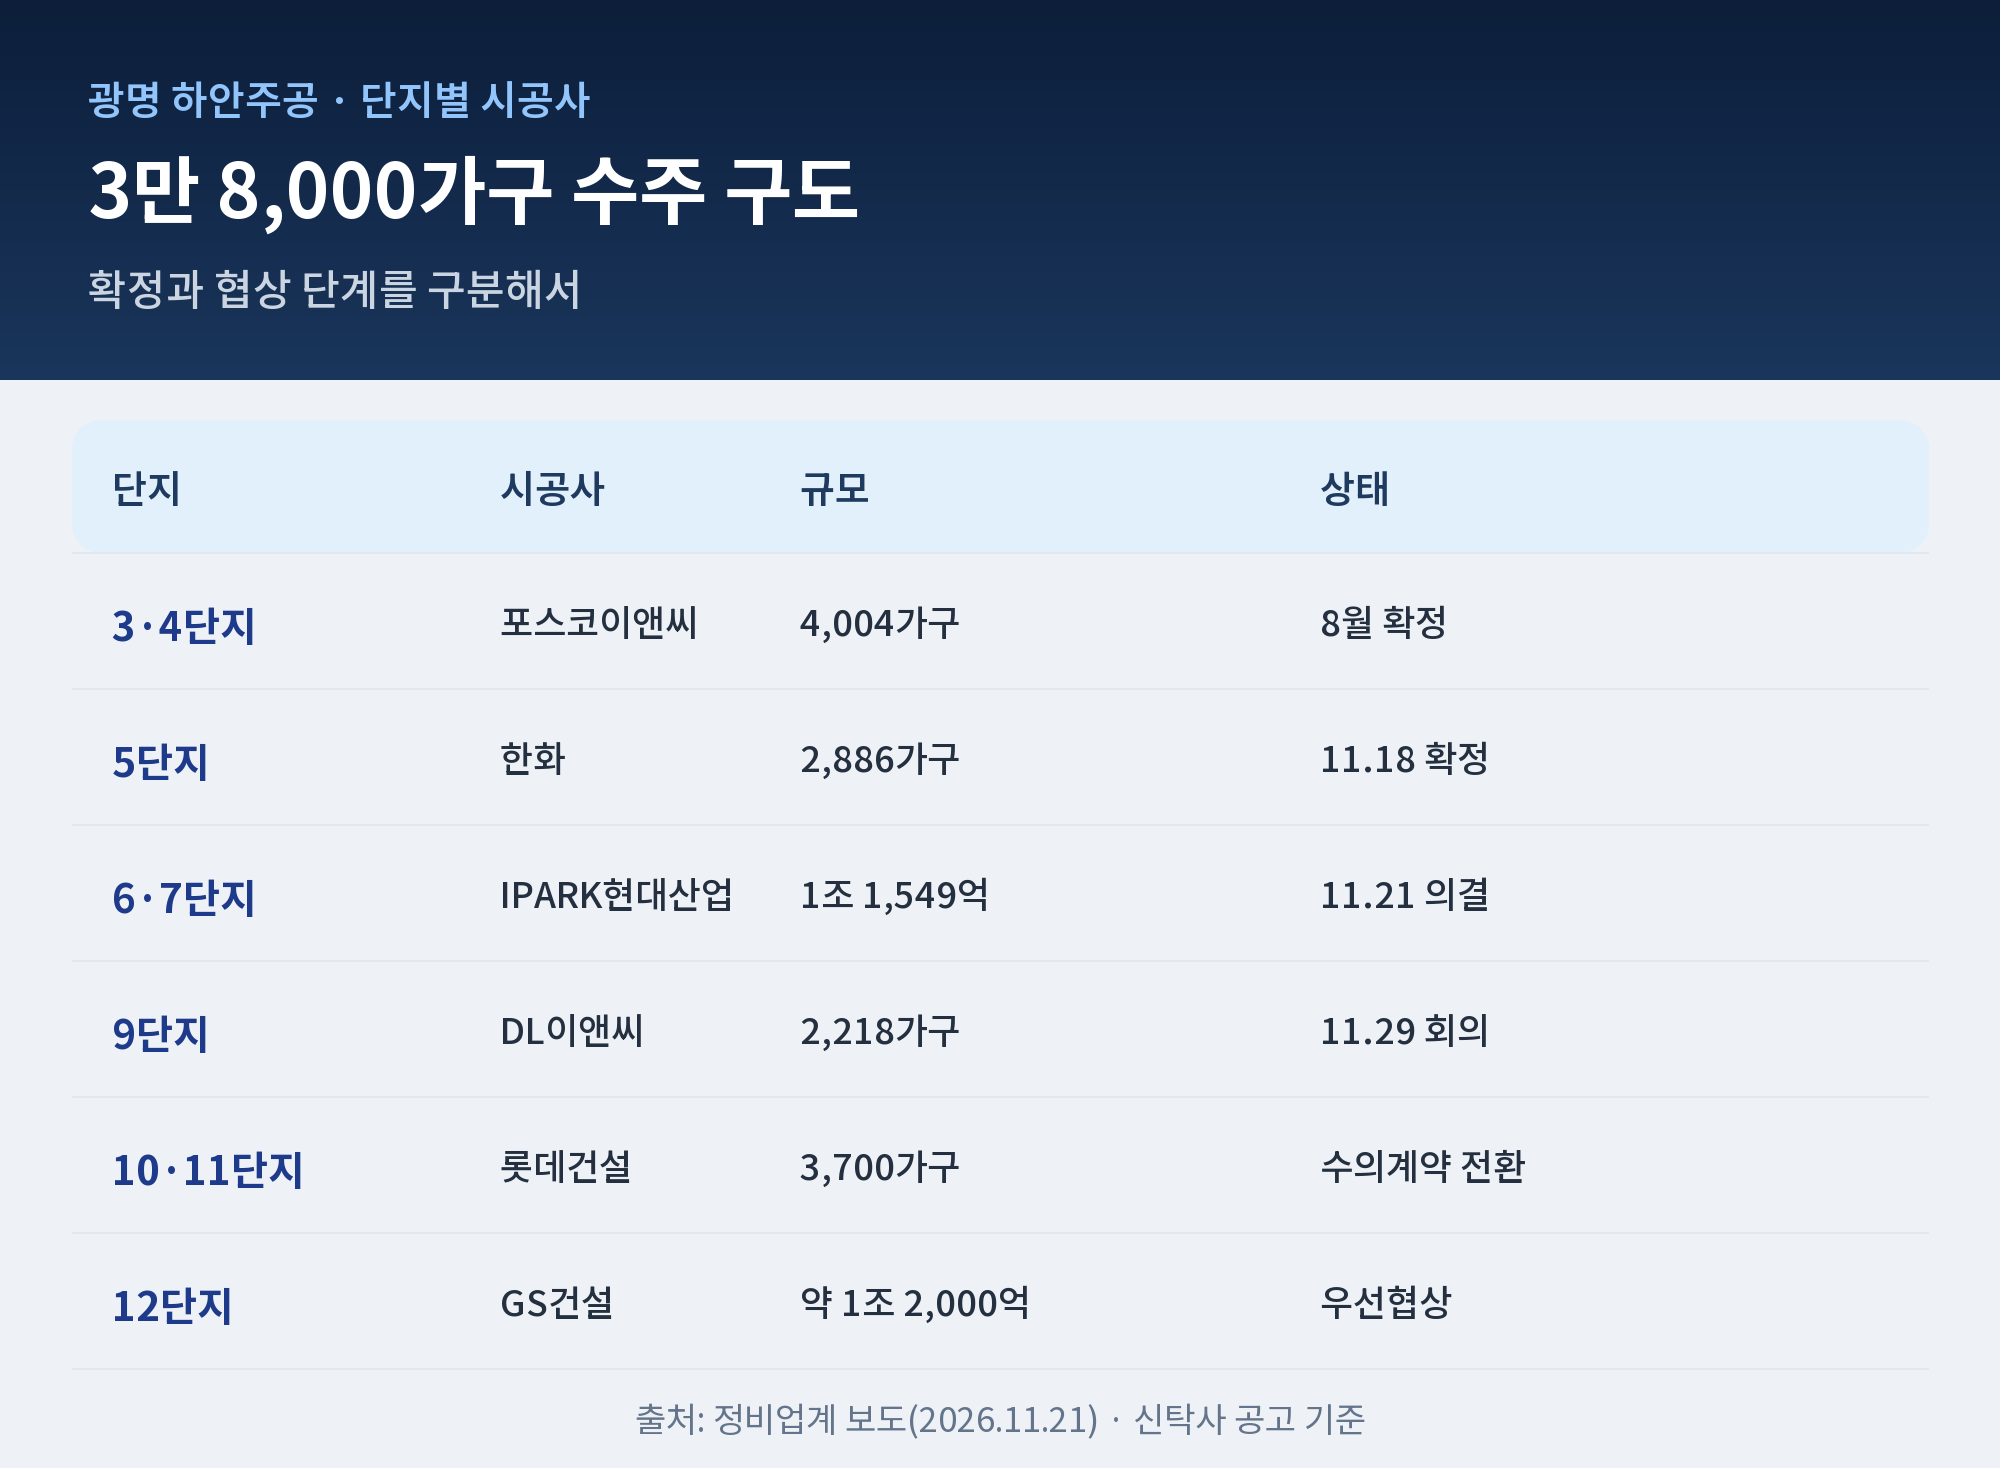 광명 하안주공 · 단지별 시공사
3만 8,000가구 수주 구도
확정과 협상 단계를 구분해서
단지 시공사 규모 상태
3·4단지 포스코이앤씨 4,004가구 8월 확정
5단지 한화 2,886가구 11.18 확정
6·7단지 IPARK현대산업 1조 1,549억 11.21 의결
9단지 DL이앤씨 2,218가구 11.29 회의
10·11단지 롯데건설 3,700가구 수의계약 전환
12단지 GS건설 약 1조 2,000억 우선협상
출처: 정비업계 보도(2026.11.21) · 신탁사 공고 기준